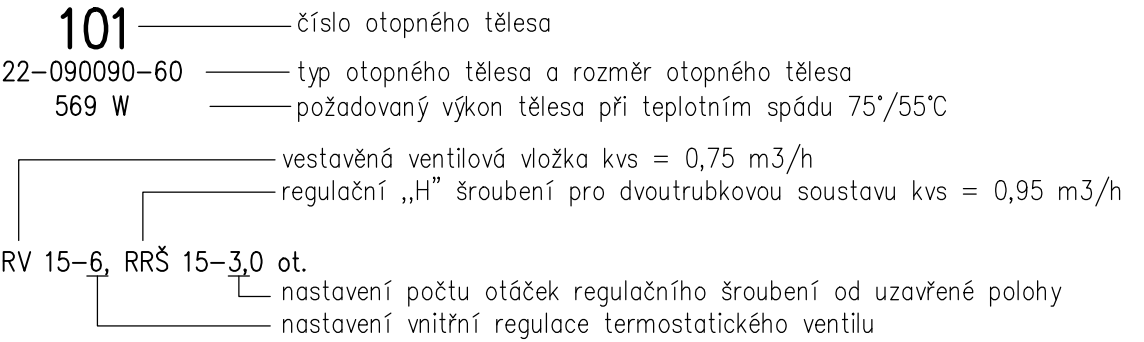 101 číslo otopného tělesa
22-090090-60 typ otopného tělesa a rozměr otopného tělesa
569 W požadovaný výkon tělesa při teplotním spádu 75°/55°C
vestavěná ventilová vložka kvs = 0,75 m3/h
regulační ,,H" šroubení pro dvoutrubkovou soustavu kvs = 0,95 m3/h
RV 15-6, RRŠ 15-3,0 ot.
nastavení počtu otáček regulačního šroubení od uzavřené polohy
nastavení vnitřní regulace termostatického ventilu